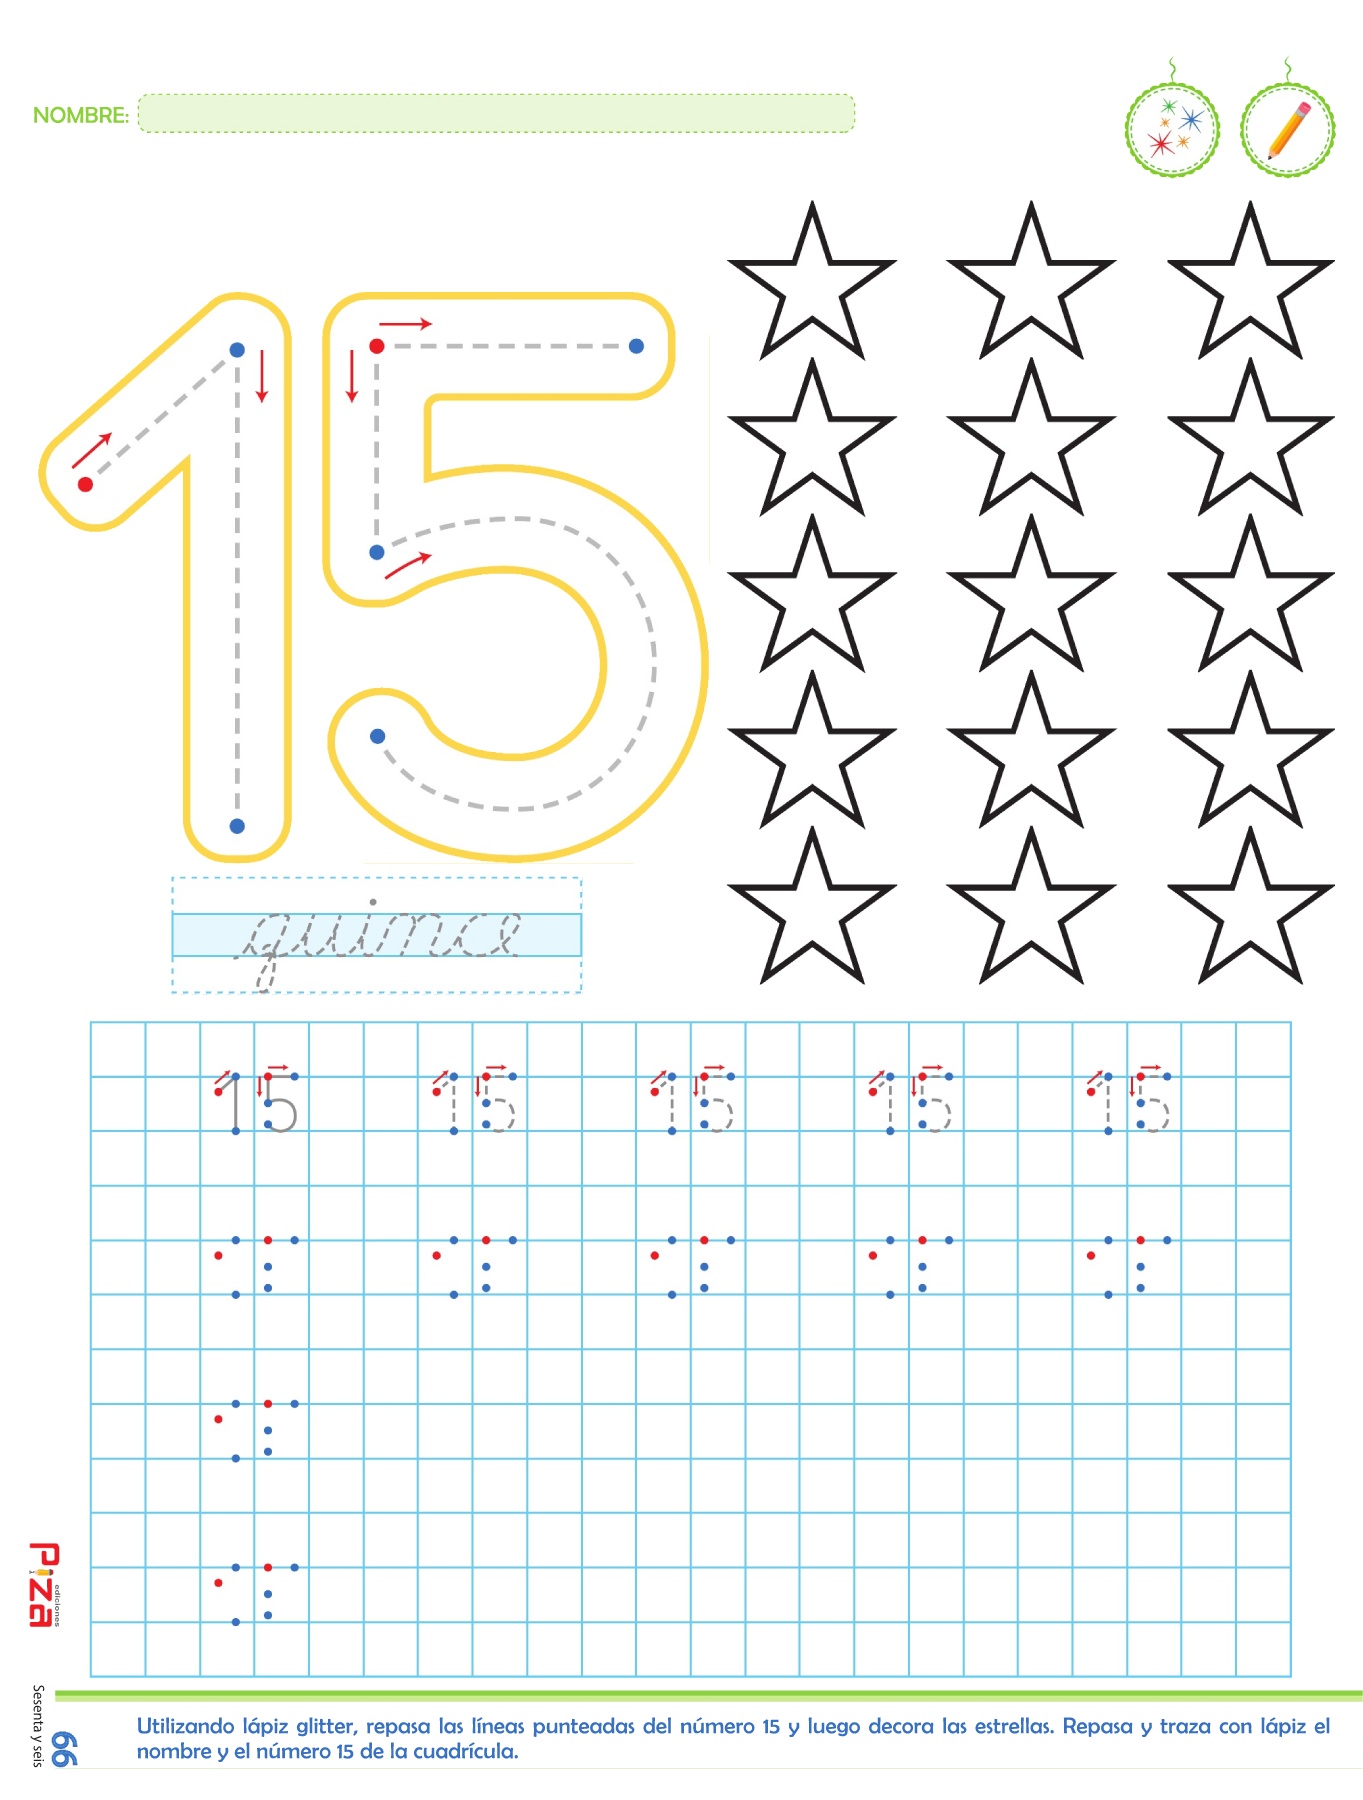 NOMBRE:
15
quince
15 15 15 15 15
Piza
ediciones
Sesenta y seis
66
Utilizando lápiz glitter, repasa las líneas punteadas del número 15 y luego decora las estrellas. Repasa y traza con lápiz el
nombre y el número 15 de la cuadrícula.